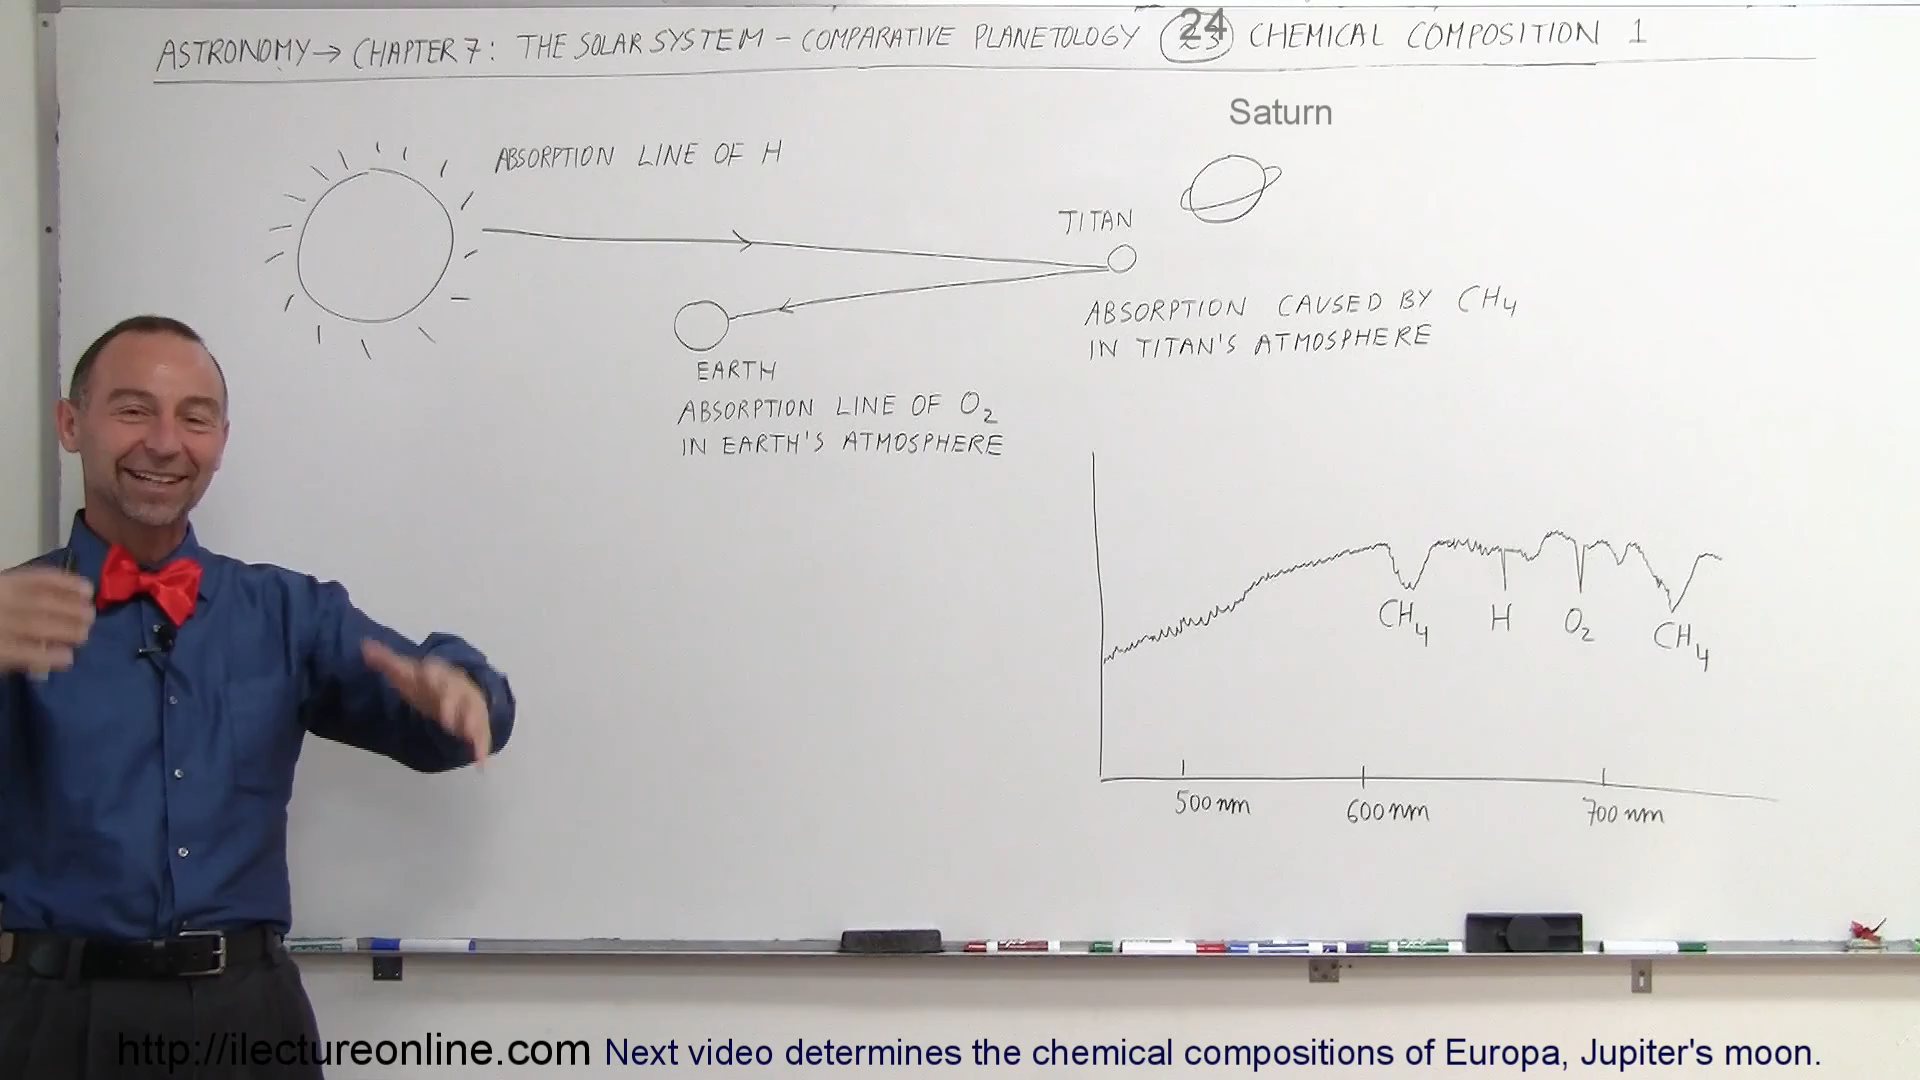 ASTRONOMY → CHAPTER 7: THE SOLAR SYSTEM – COMPARATIVE PLANETOLOGY 24 CHEMICAL COMPOSITION 1
Saturn
ABSORPTION LINE OF H
TITAN
ABSORPTION CAUSED BY CH₄
IN TITAN'S ATMOSPHERE
EARTH
ABSORPTION LINE OF O₂
IN EARTH'S ATMOSPHERE
CH₄ H O₂ CH₄
500 nm 600 nm 700 nm
http://ilectureonline.com Next video determines the chemical compositions of Europa, Jupiter's moon.